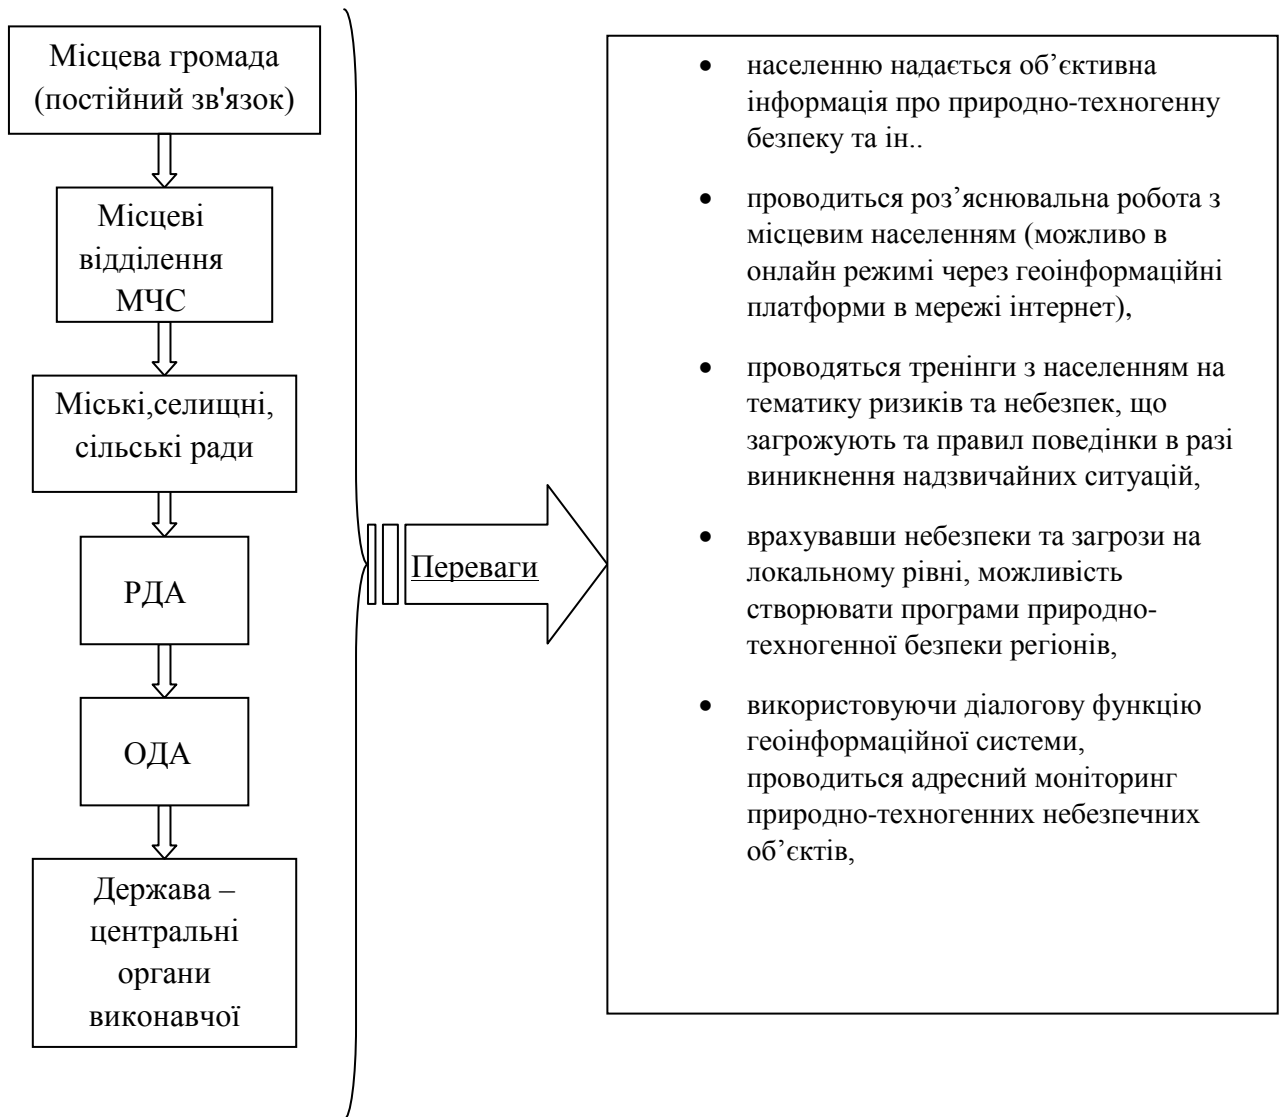 Місцева громада
(постійний зв'язок)
Місцеві
відділення
МЧС
Міські,селищні,
сільські ради
РДА
ОДА
Держава –
центральні
органи
виконавчої
Переваги
• населенню надається об’єктивна
інформація про природно-техногенну
безпеку та ін..
• проводиться роз’яснювальна робота з
місцевим населенням (можливо в
онлайн режимі через геоінформаційні
платформи в мережі інтернет),
• проводяться тренінги з населенням на
тематику ризиків та небезпек, що
загрожують та правил поведінки в разі
виникнення надзвичайних ситуацій,
• врахувавши небезпеки та загрози на
локальному рівні, можливість
створювати програми природно-
техногенної безпеки регіонів,
• використовуючи діалогову функцію
геоінформаційної системи,
проводиться адресний моніторинг
природно-техногенних небезпечних
об’єктів,